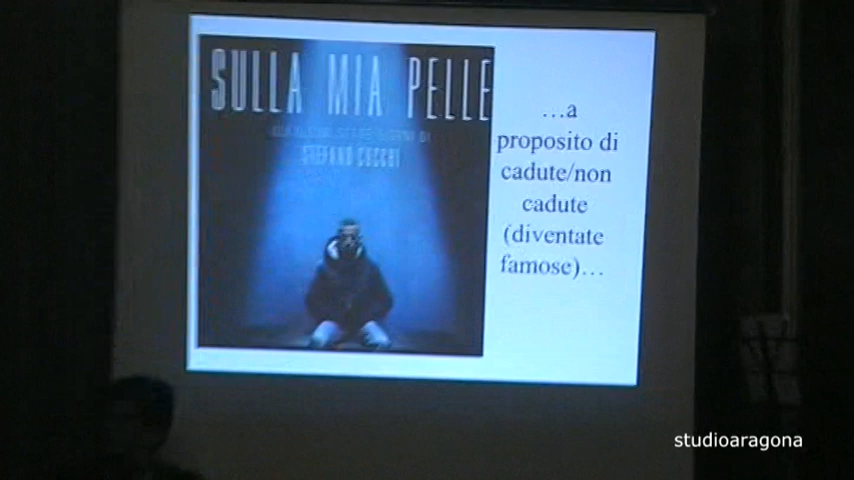 SULLA MIA PELLE
STEFANO CUCCHI
…a
proposito di
cadute/non
cadute
(diventate
famose)…
studioaragona